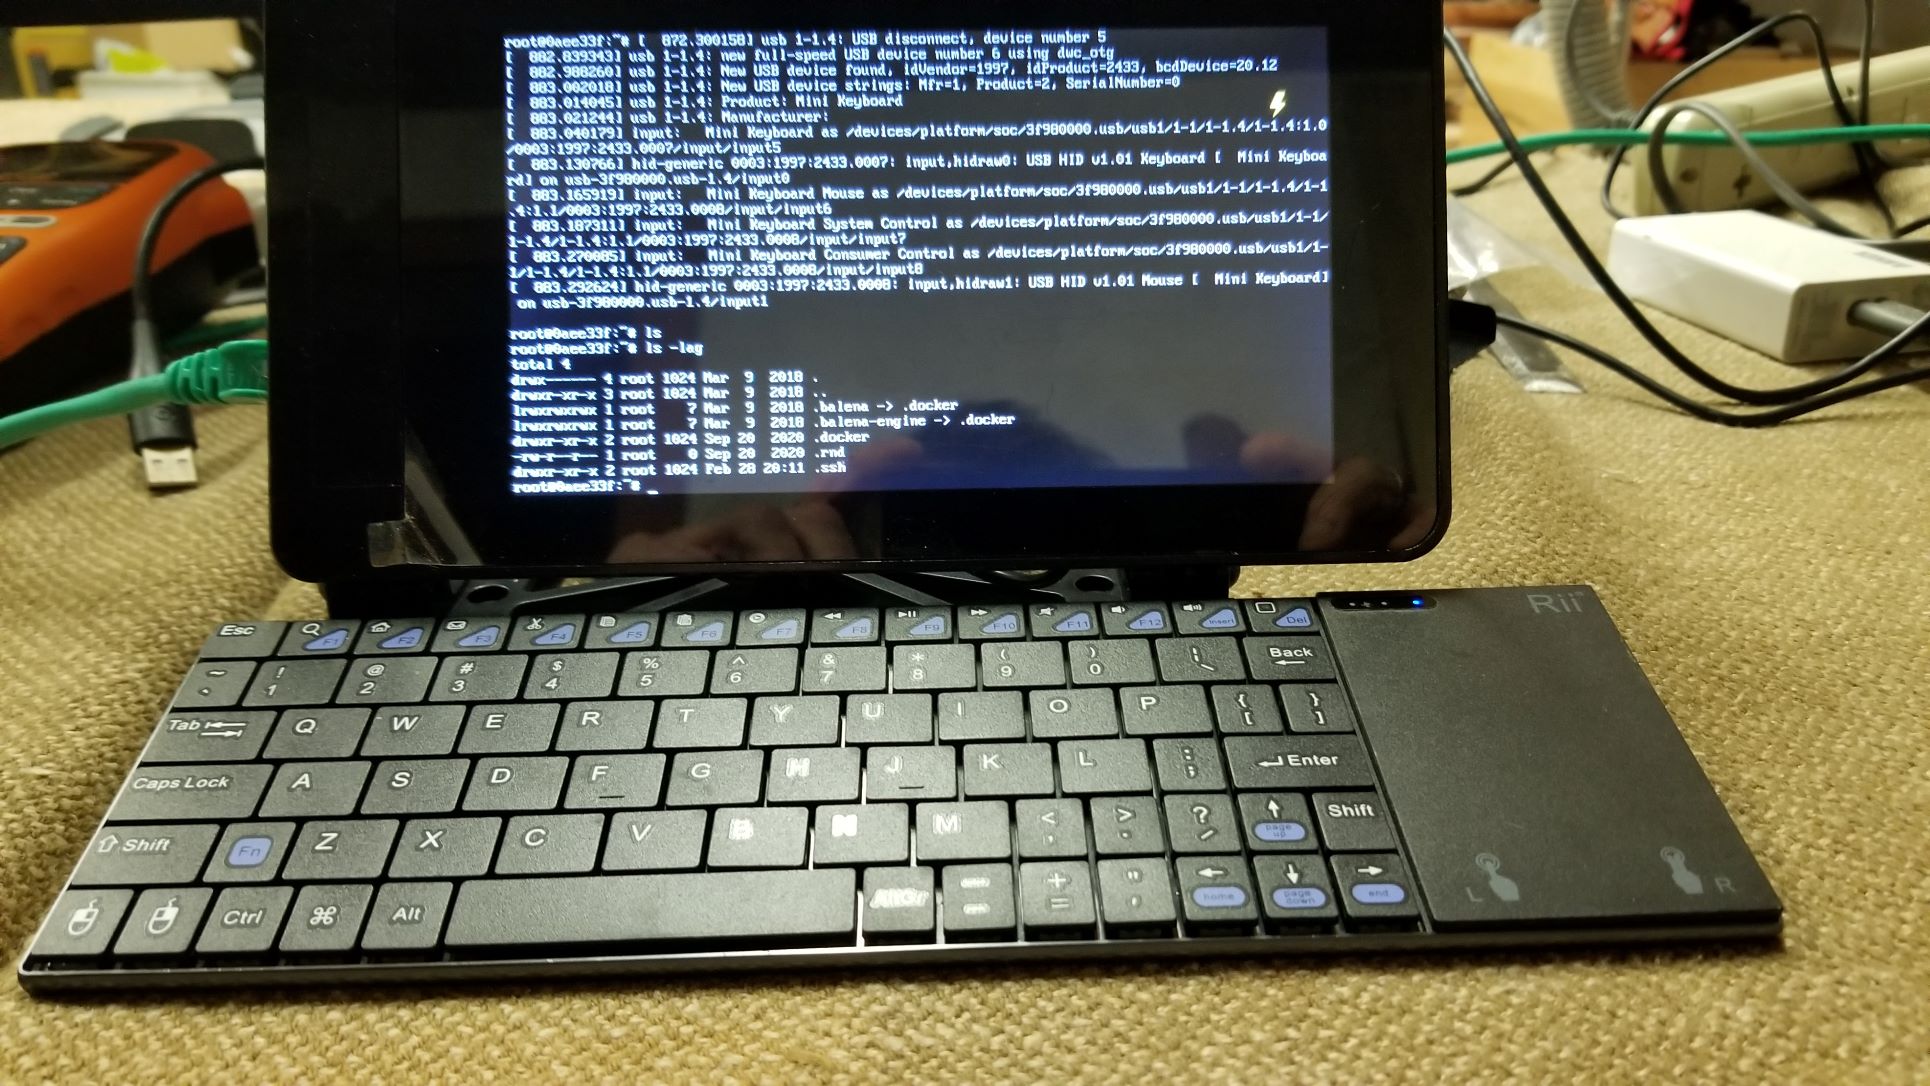 root@0aee33f:~# [  872.300158] usb 1-1.4: USB disconnect, device number 5
[  882.839343] usb 1-1.4: new full-speed USB device number 6 using dwc_otg
[  882.988260] usb 1-1.4: New USB device found, idVendor=1997, idProduct=2433, bcdDevice=20.12
[  883.002018] usb 1-1.4: New USB device strings: Mfr=1, Product=2, SerialNumber=0
[  883.014045] usb 1-1.4: Product: Mini Keyboard
[  883.021244] usb 1-1.4: Manufacturer:
[  883.040179] input:   Mini Keyboard as /devices/platform/soc/3f980000.usb/usb1/1-1/1-1.4/1-1.4:1.0
/0003:1997:2433.0007/input/input5
[  883.130766] hid-generic 0003:1997:2433.0007: input,hidraw0: USB HID v1.01 Keyboard [  Mini Keyboa
rd] on usb-3f980000.usb-1.4/input0
[  883.165919] input:   Mini Keyboard Mouse as /devices/platform/soc/3f980000.usb/usb1/1-1/1-1.4/1-1
.4:1.1/0003:1997:2433.0008/input/input6
[  883.187311] input:   Mini Keyboard System Control as /devices/platform/soc/3f980000.usb/usb1/1-1/
1-1.4/1-1.4:1.1/0003:1997:2433.0008/input/input7
[  883.270085] input:   Mini Keyboard Consumer Control as /devices/platform/soc/3f980000.usb/usb1/1-
1/1-1.4/1-1.4:1.1/0003:1997:2433.0008/input/input8
[  883.292624] hid-generic 0003:1997:2433.0008: input,hidraw1: USB HID v1.01 Mouse [  Mini Keyboard]
 on usb-3f980000.usb-1.4/input1
root@0aee33f:~# ls
root@0aee33f:~# ls -lag
total 4
drwx------ 4 root 1024 Mar  9  2018 .
drwxr-xr-x 3 root 1024 Mar  9  2018 ..
lrwxrwxrwx 1 root    7 Mar  9  2018 .balena -> .docker
lrwxrwxrwx 1 root    7 Mar  9  2018 .balena-engine -> .docker
drwxr-xr-x 2 root 1024 Sep 20  2020 .docker
-rw-r--r-- 1 root    0 Sep 20  2020 .rnd
drwxr-xr-x 2 root 1024 Feb 28 20:11 .ssh
root@0aee33f:~# _
Rii
Esc F1 F2 F3 F4 F5 F6 F7 F8 F9 F10 F11 F12 Insert Del
~ ` ! 1 @ 2 # 3 $ 4 % 5 ^ 6 & 7 * 8 ( 9 ) 0 | \ Back
Tab Q W E R T Y U I O P { [ } ]
Caps Lock A S D F G H J K L : ; Enter
Shift Fn Z X C V B N M < , > . ? / page up Shift
Ctrl ⌘ Alt + = " ' home page down end
L R